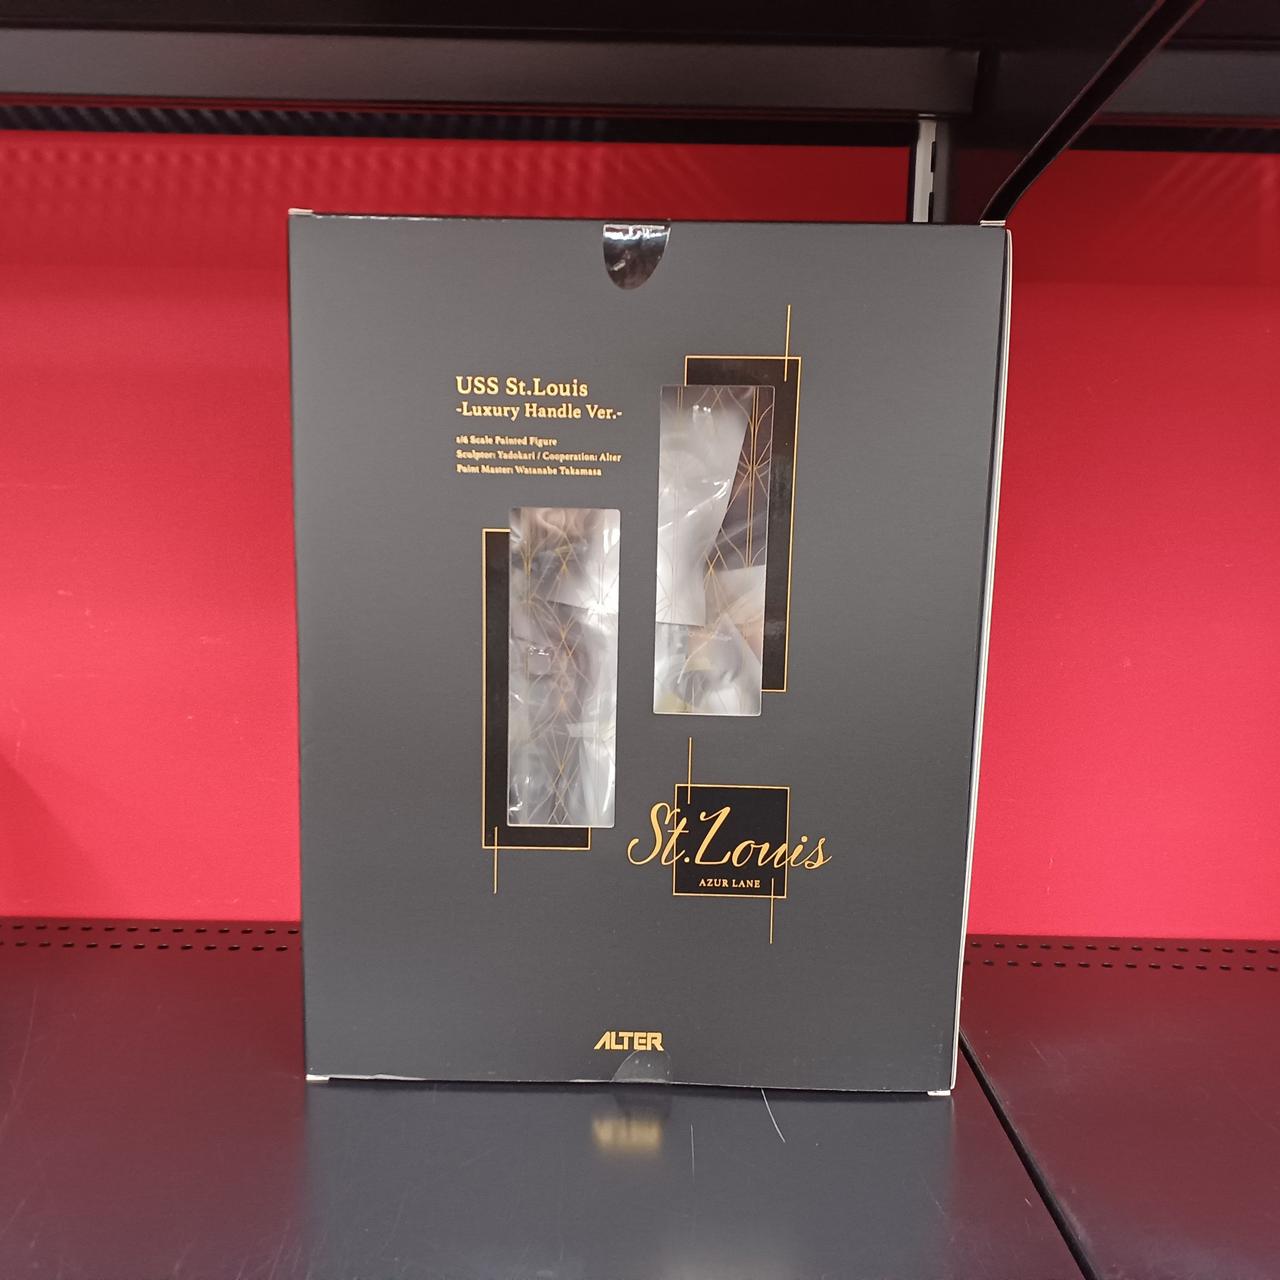 USS St.Louis
-Luxury Handle Ver.-
1/6 Scale Painted Figure
Sculptor: Yadokari / Cooperation: Alter
Paint Master: Watanabe Takamasa
St.Louis
AZUR LANE
ALTER